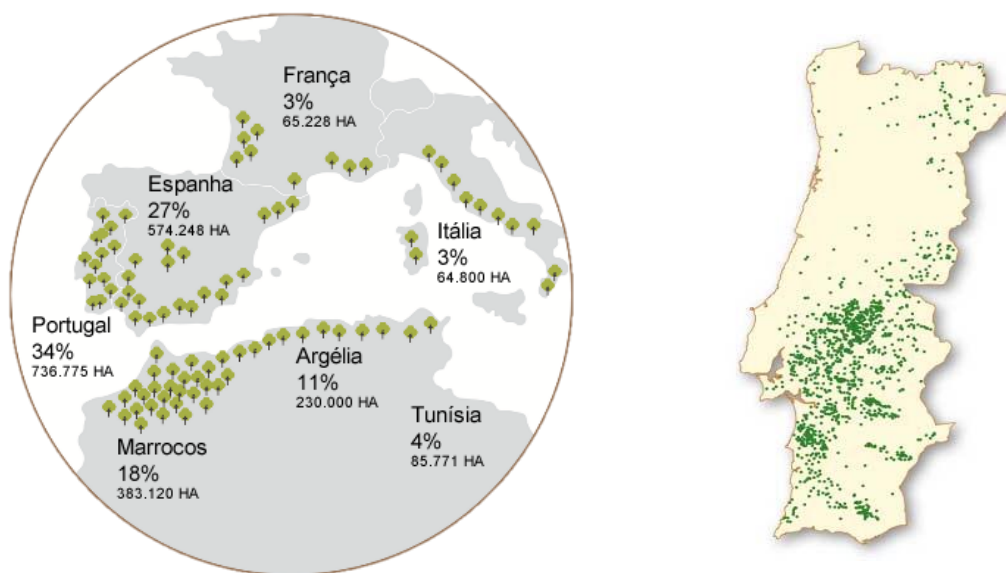 França
3%
65.228 HA
Espanha
27%
574.248 HA
Itália
3%
64.800 HA
Portugal
34%
736.775 HA
Argélia
11%
230.000 HA
Tunísia
4%
85.771 HA
Marrocos
18%
383.120 HA